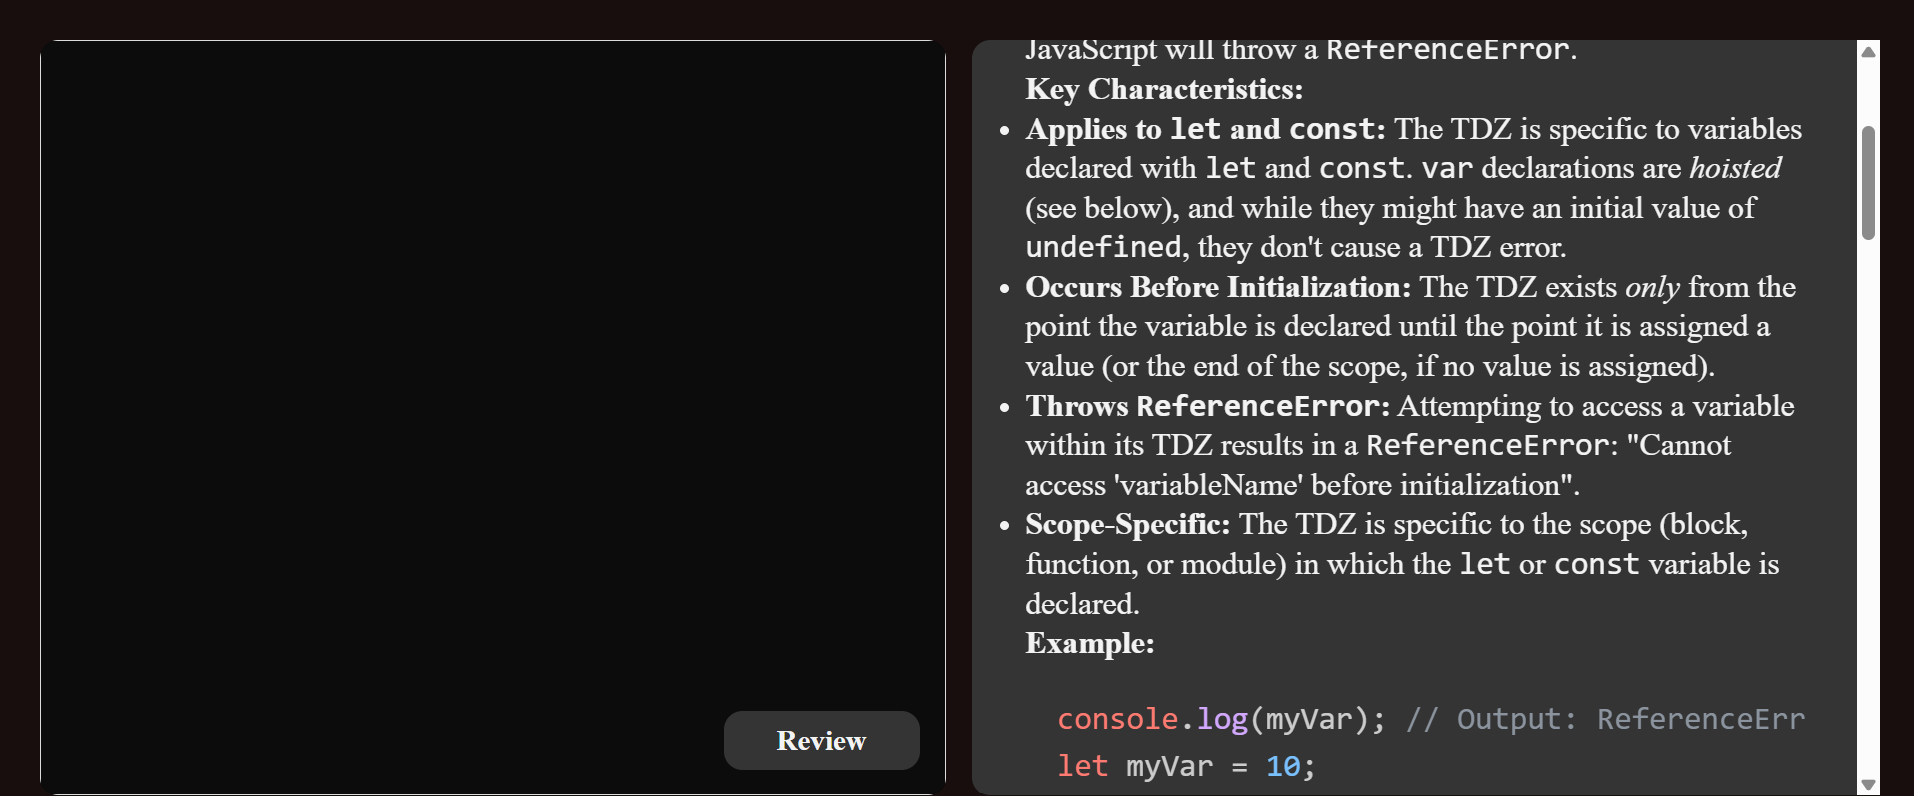 JavaScript will throw a ReferenceError.
Key Characteristics:
• Applies to let and const: The TDZ is specific to variables
declared with let and const. var declarations are hoisted
(see below), and while they might have an initial value of
undefined, they don't cause a TDZ error.
• Occurs Before Initialization: The TDZ exists only from the
point the variable is declared until the point it is assigned a
value (or the end of the scope, if no value is assigned).
• Throws ReferenceError: Attempting to access a variable
within its TDZ results in a ReferenceError: "Cannot
access 'variableName' before initialization".
• Scope-Specific: The TDZ is specific to the scope (block,
function, or module) in which the let or const variable is
declared.
Example:
console.log(myVar); // Output: ReferenceErr
let myVar = 10;
Review